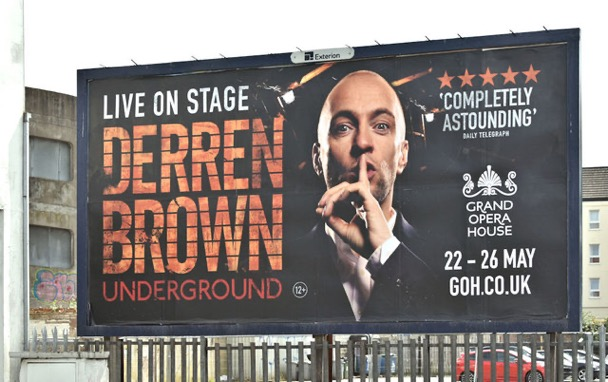 Exterion
LIVE ON STAGE
DERREN
BROWN
UNDERGROUND
12+
'COMPLETELY
ASTOUNDING'
DAILY TELEGRAPH
GRAND
OPERA
HOUSE
22 - 26 MAY
GOH.CO.UK